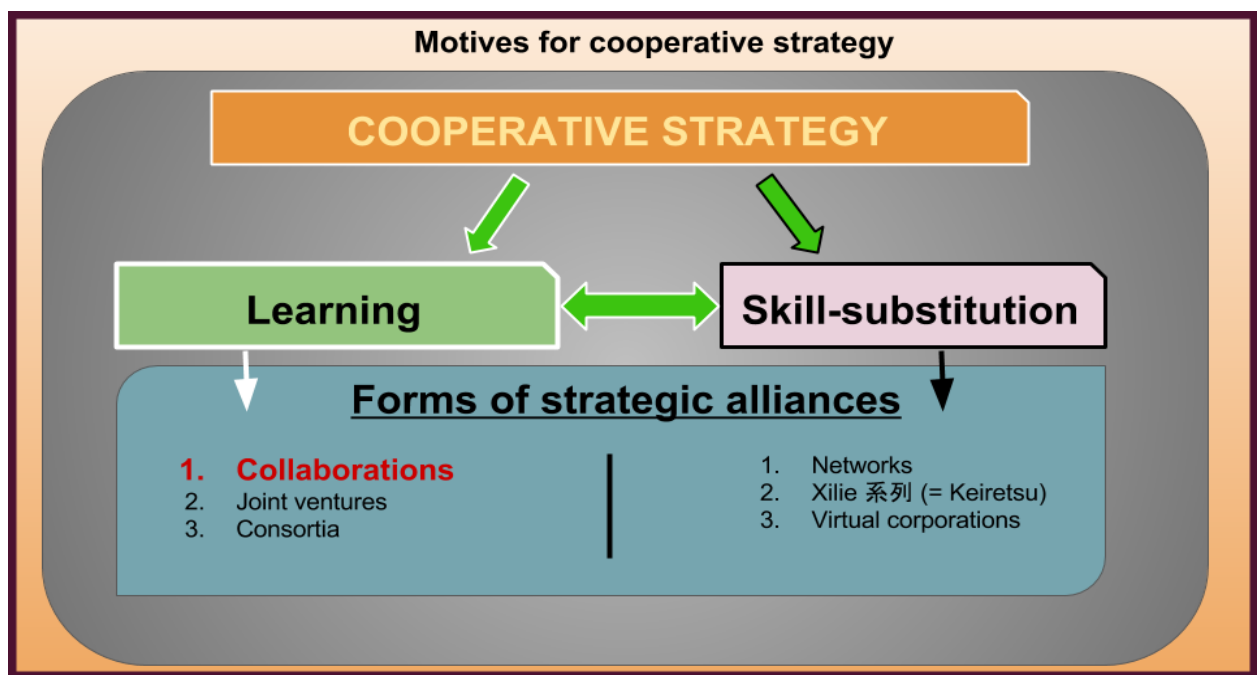 Motives for cooperative strategy
COOPERATIVE STRATEGY
Learning
Skill-substitution
Forms of strategic alliances
1. Collaborations
2. Joint ventures
3. Consortia
1. Networks
2. Xilie 系列 (= Keiretsu)
3. Virtual corporations